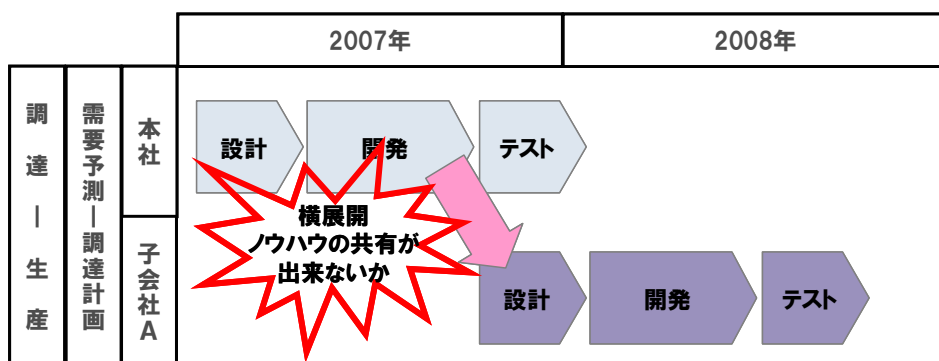 2007年
2008年
調達―生産
需要予測―調達計画
本社
設計
開発
テスト
横展開
ノウハウの共有が
出来ないか
子会社A
設計
開発
テスト